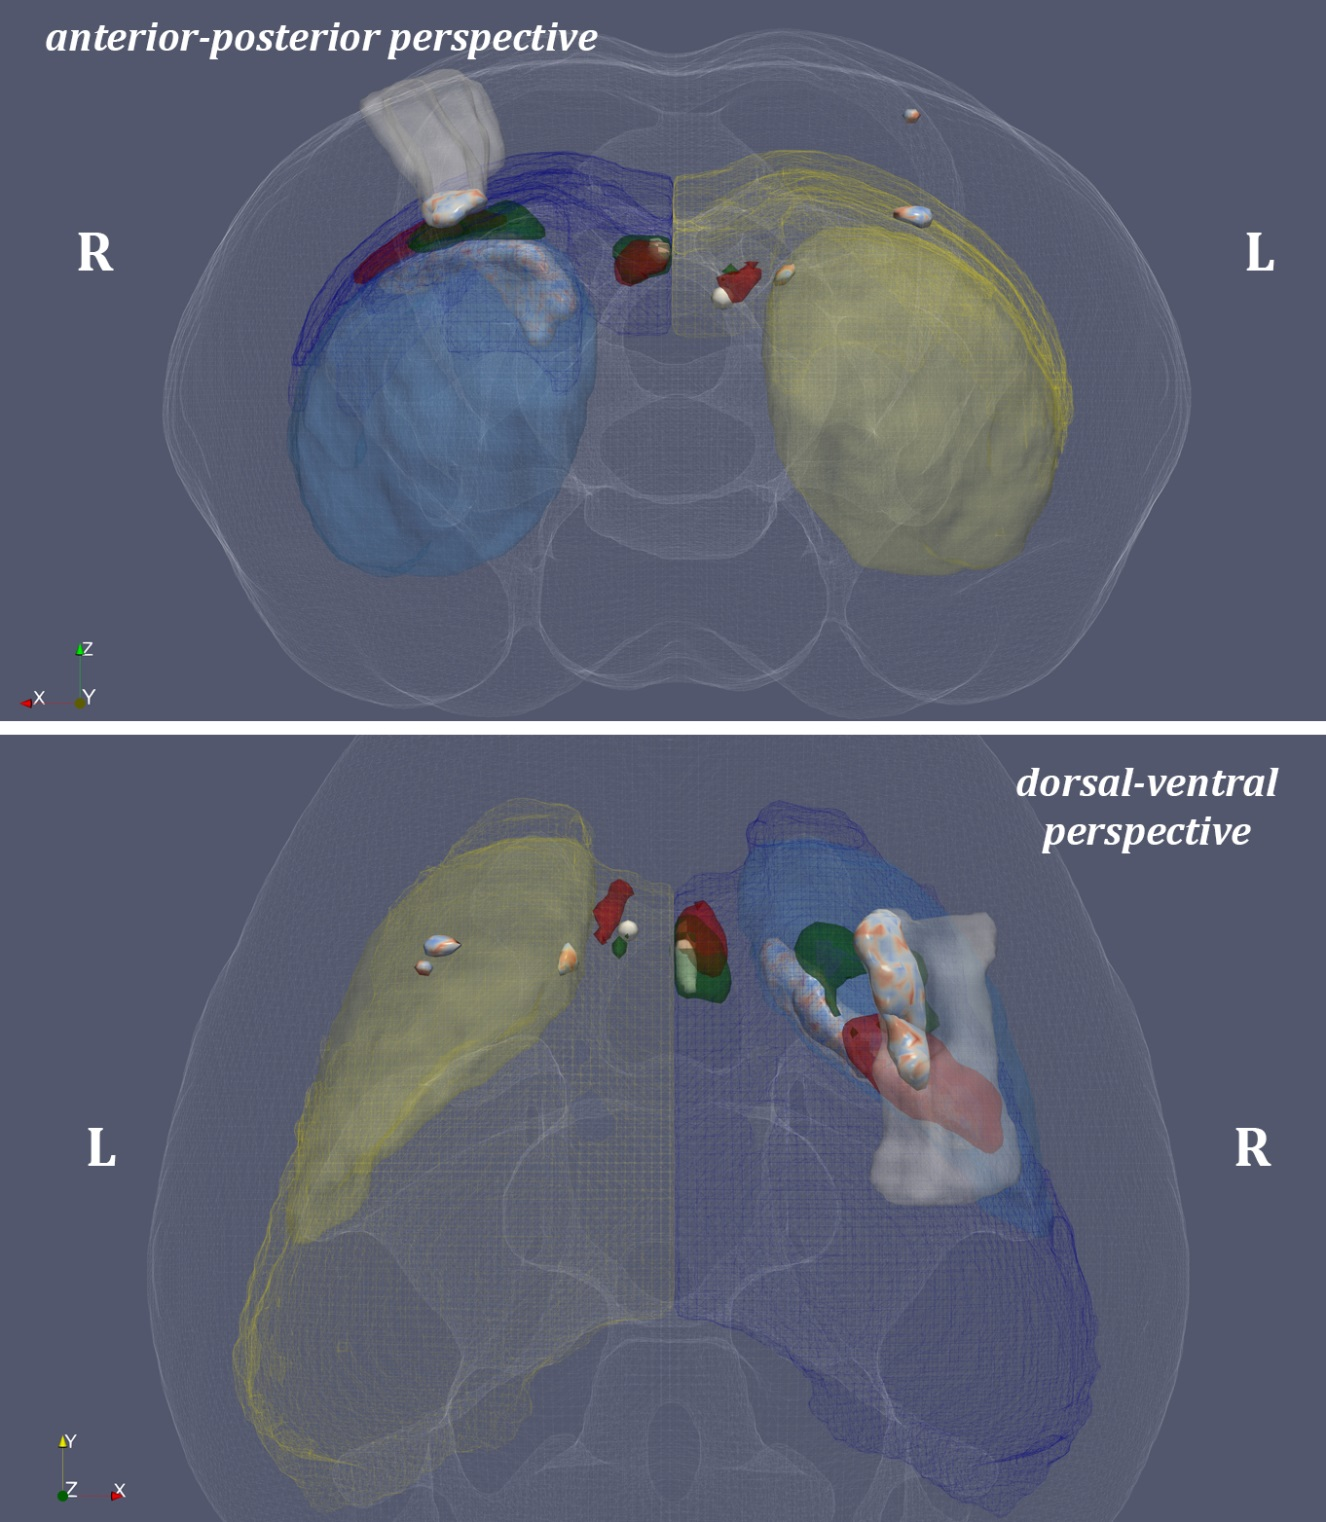 anterior-posterior perspective
R
L
Z
X
Y
dorsal-ventral
perspective
L
R
Y
Z
X